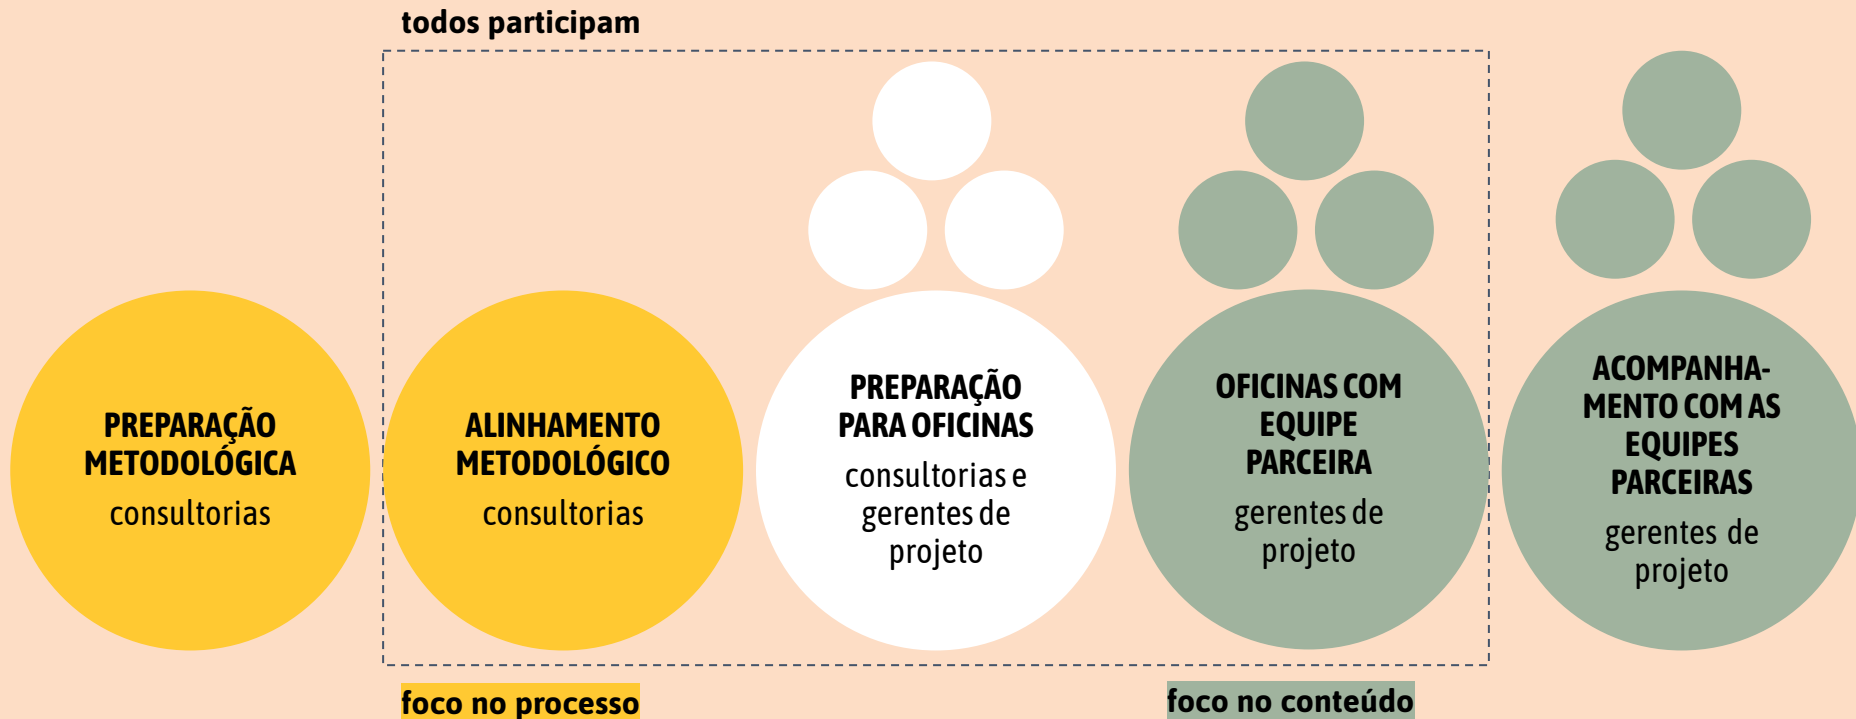 todos participam
PREPARAÇÃO
METODOLÓGICA
consultorias
ALINHAMENTO
METODOLÓGICO
consultorias
PREPARAÇÃO
PARA OFICINAS
consultorias e
gerentes de
projeto
OFICINAS COM
EQUIPE
PARCEIRA
gerentes de
projeto
ACOMPANHA-
MENTO COM AS
EQUIPES
PARCEIRAS
gerentes de
projeto
foco no processo
foco no conteúdo